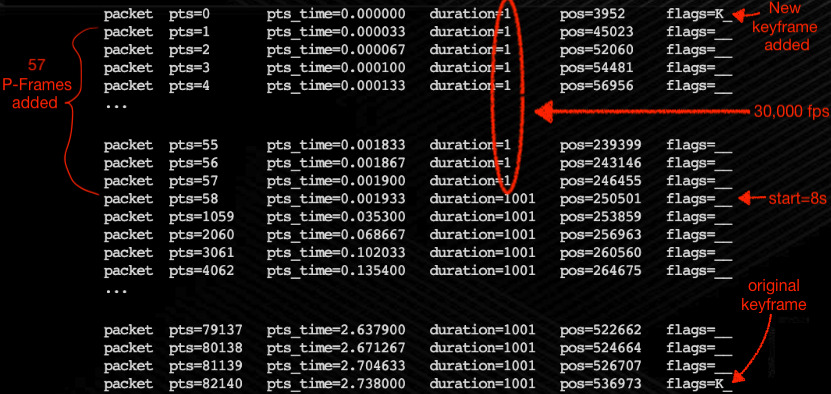 packet pts=0 pts_time=0.000000 duration=1 pos=3952 flags=K_
packet pts=1 pts_time=0.000033 duration=1 pos=45023 flags=__
packet pts=2 pts_time=0.000067 duration=1 pos=52060 flags=__
packet pts=3 pts_time=0.000100 duration=1 pos=54481 flags=__
packet pts=4 pts_time=0.000133 duration=1 pos=56956 flags=__
...
packet pts=55 pts_time=0.001833 duration=1 pos=239399 flags=__
packet pts=56 pts_time=0.001867 duration=1 pos=243146 flags=__
packet pts=57 pts_time=0.001900 duration=1 pos=246455 flags=__
packet pts=58 pts_time=0.001933 duration=1001 pos=250501 flags=__
packet pts=1059 pts_time=0.035300 duration=1001 pos=253859 flags=__
packet pts=2060 pts_time=0.068667 duration=1001 pos=256963 flags=__
packet pts=3061 pts_time=0.102033 duration=1001 pos=260560 flags=__
packet pts=4062 pts_time=0.135400 duration=1001 pos=264675 flags=__
...
packet pts=79137 pts_time=2.637900 duration=1001 pos=522662 flags=__
packet pts=80138 pts_time=2.671267 duration=1001 pos=524664 flags=__
packet pts=81139 pts_time=2.704633 duration=1001 pos=526707 flags=__
packet pts=82140 pts_time=2.738000 duration=1001 pos=536973 flags=K_
57
P-Frames
added
New
keyframe
added
30,000 fps
start=8s
original
keyframe